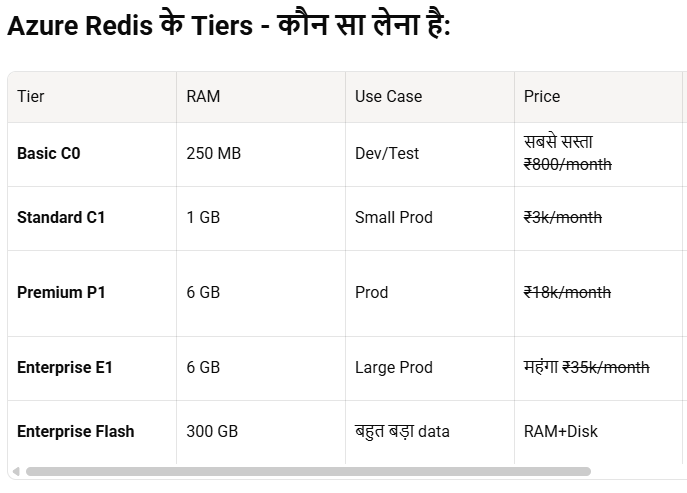 Azure Redis के Tiers - कौन सा लेना है:
Tier RAM Use Case Price
Basic C0 250 MB Dev/Test सबसे सस्ता
₹800/month
Standard C1 1 GB Small Prod ₹3k/month
Premium P1 6 GB Prod ₹18k/month
Enterprise E1 6 GB Large Prod महंगा ₹35k/month
Enterprise Flash 300 GB बहुत बड़ा data RAM+Disk